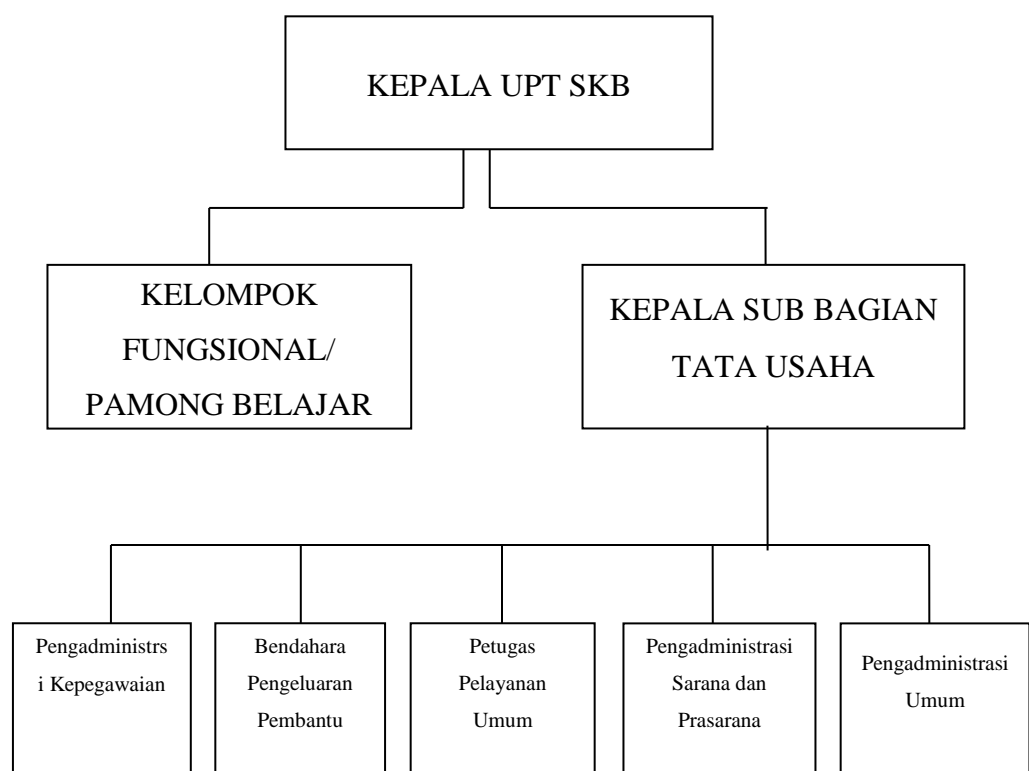 KEPALA UPT SKB
KELOMPOK
FUNGSIONAL/
PAMONG BELAJAR
KEPALA SUB BAGIAN
TATA USAHA
Pengadministrs
i Kepegawaian
Bendahara
Pengeluaran
Pembantu
Petugas
Pelayanan
Umum
Pengadministrasi
Sarana dan
Prasarana
Pengadministrasi
Umum